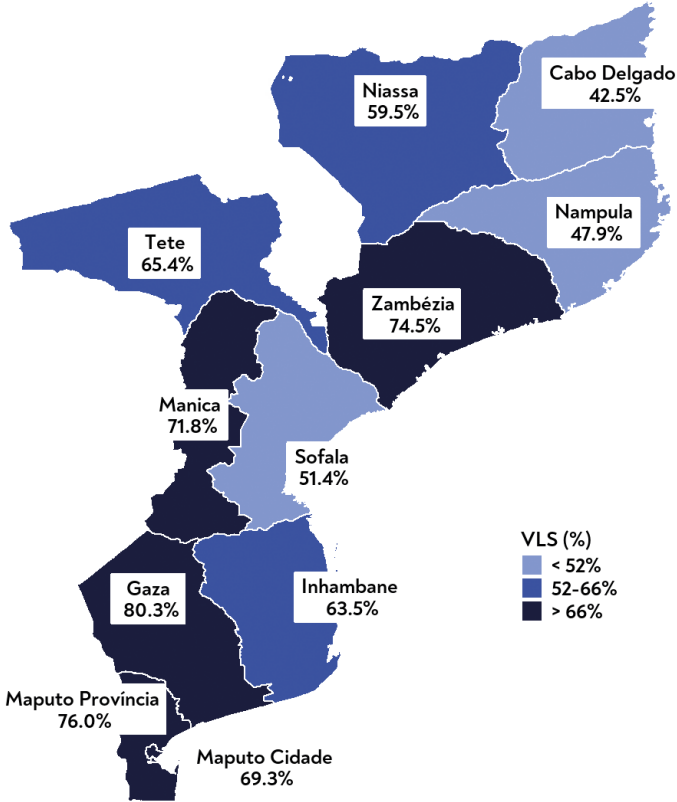 Cabo Delgado
42.5%
Niassa
59.5%
Nampula
47.9%
Tete
65.4%
Zambézia
74.5%
Manica
71.8%
Sofala
51.4%
VLS (%)
< 52%
52-66%
> 66%
Gaza
80.3%
Inhambane
63.5%
Maputo Província
76.0%
Maputo Cidade
69.3%